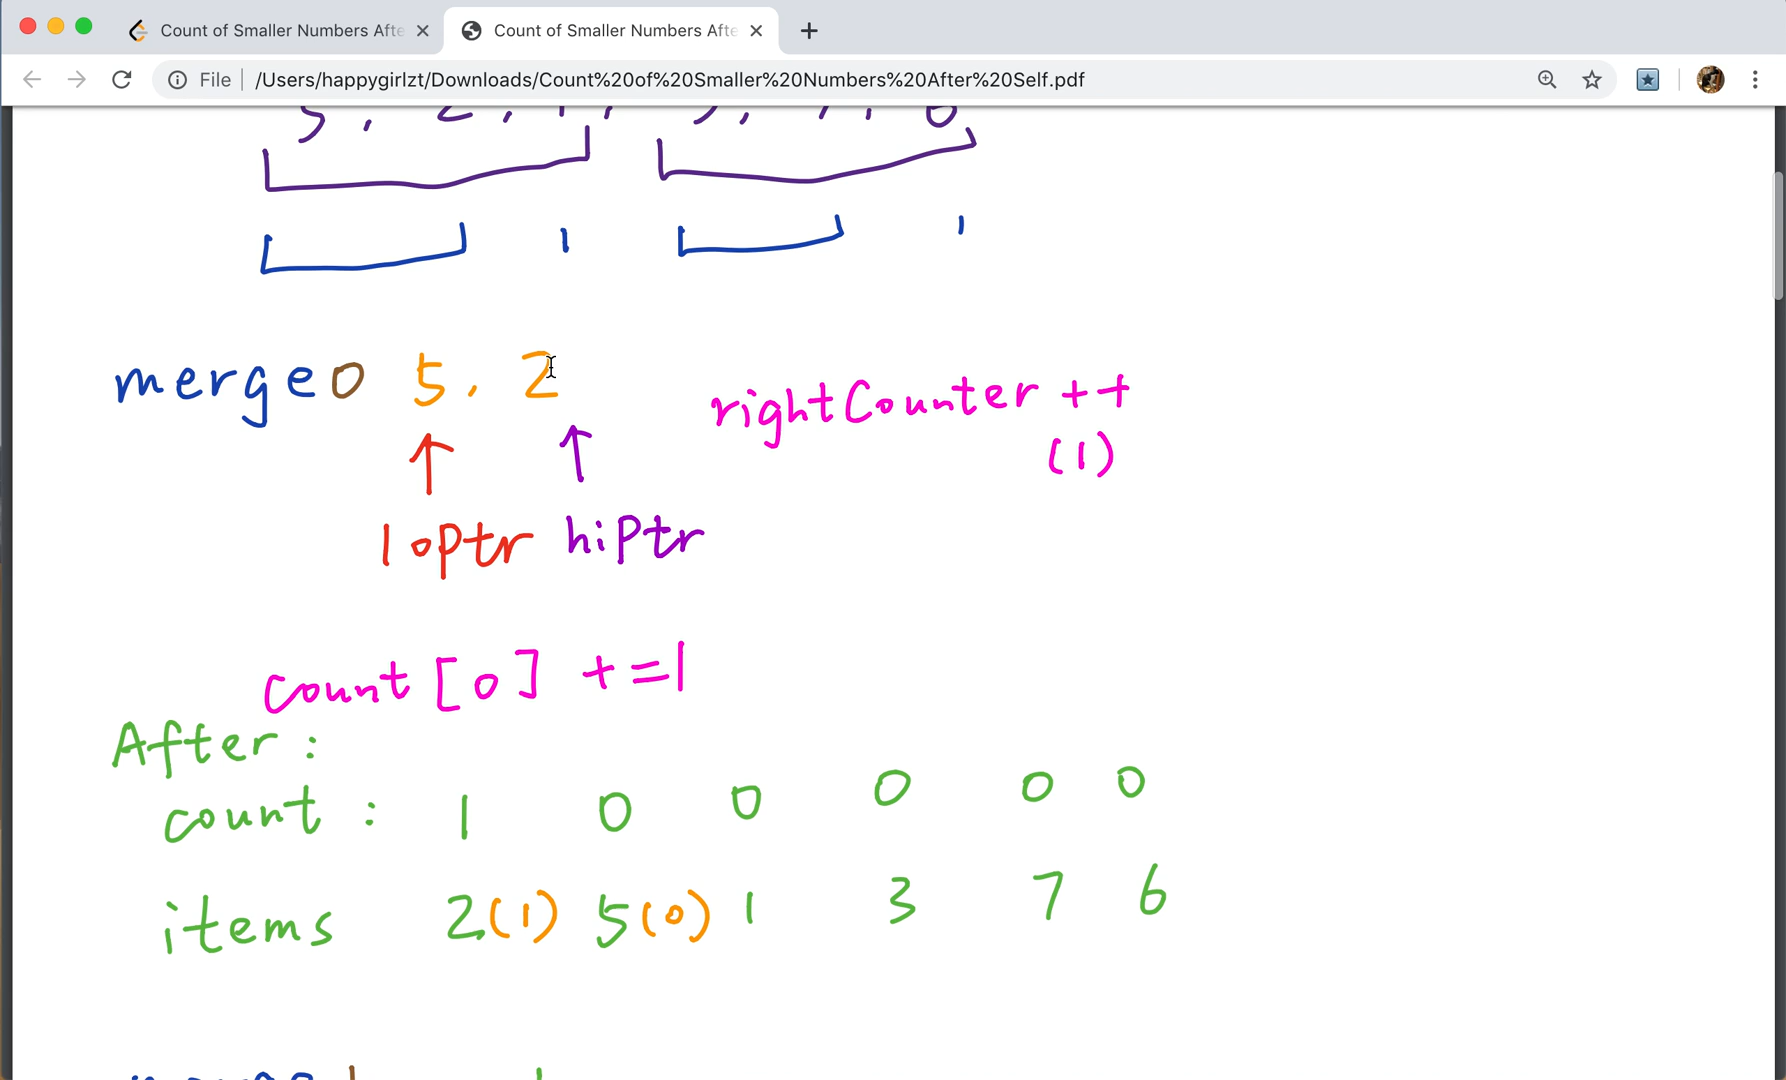 Count of Smaller Numbers Afte
Count of Smaller Numbers Afte
File /Users/happygirlzt/Downloads/Count%20of%20Smaller%20Numbers%20After%20Self.pdf
merge 0 5, 2
rightCounter ++
(1)
loptr hiPtr
count [0] +=1
After :
count : 1 0 0 0 0 0
items 2(1) 5(0) 1 3 7 6